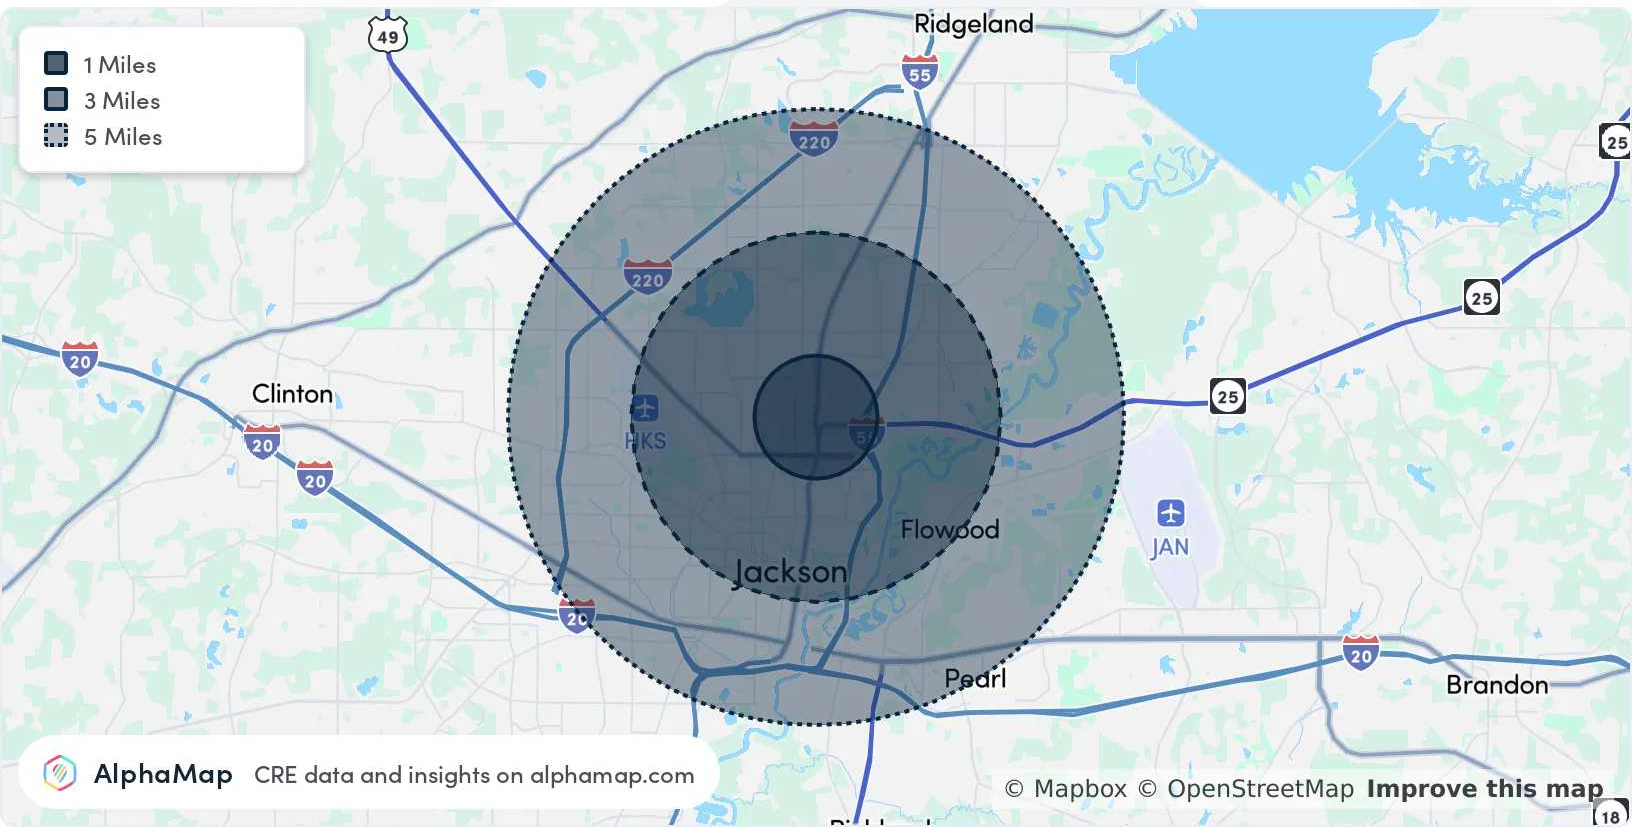 Ridgeland
49
1 Miles
55
3 Miles
5 Miles
220
25
220
25
20
Clinton
25
20
HKS
55
20
Flowood
JAN
Jackson
20
20
Pearl
Brandon
AlphaMap CRE data and insights on alphamap.com
© Mapbox © OpenStreetMap Improve this map
18